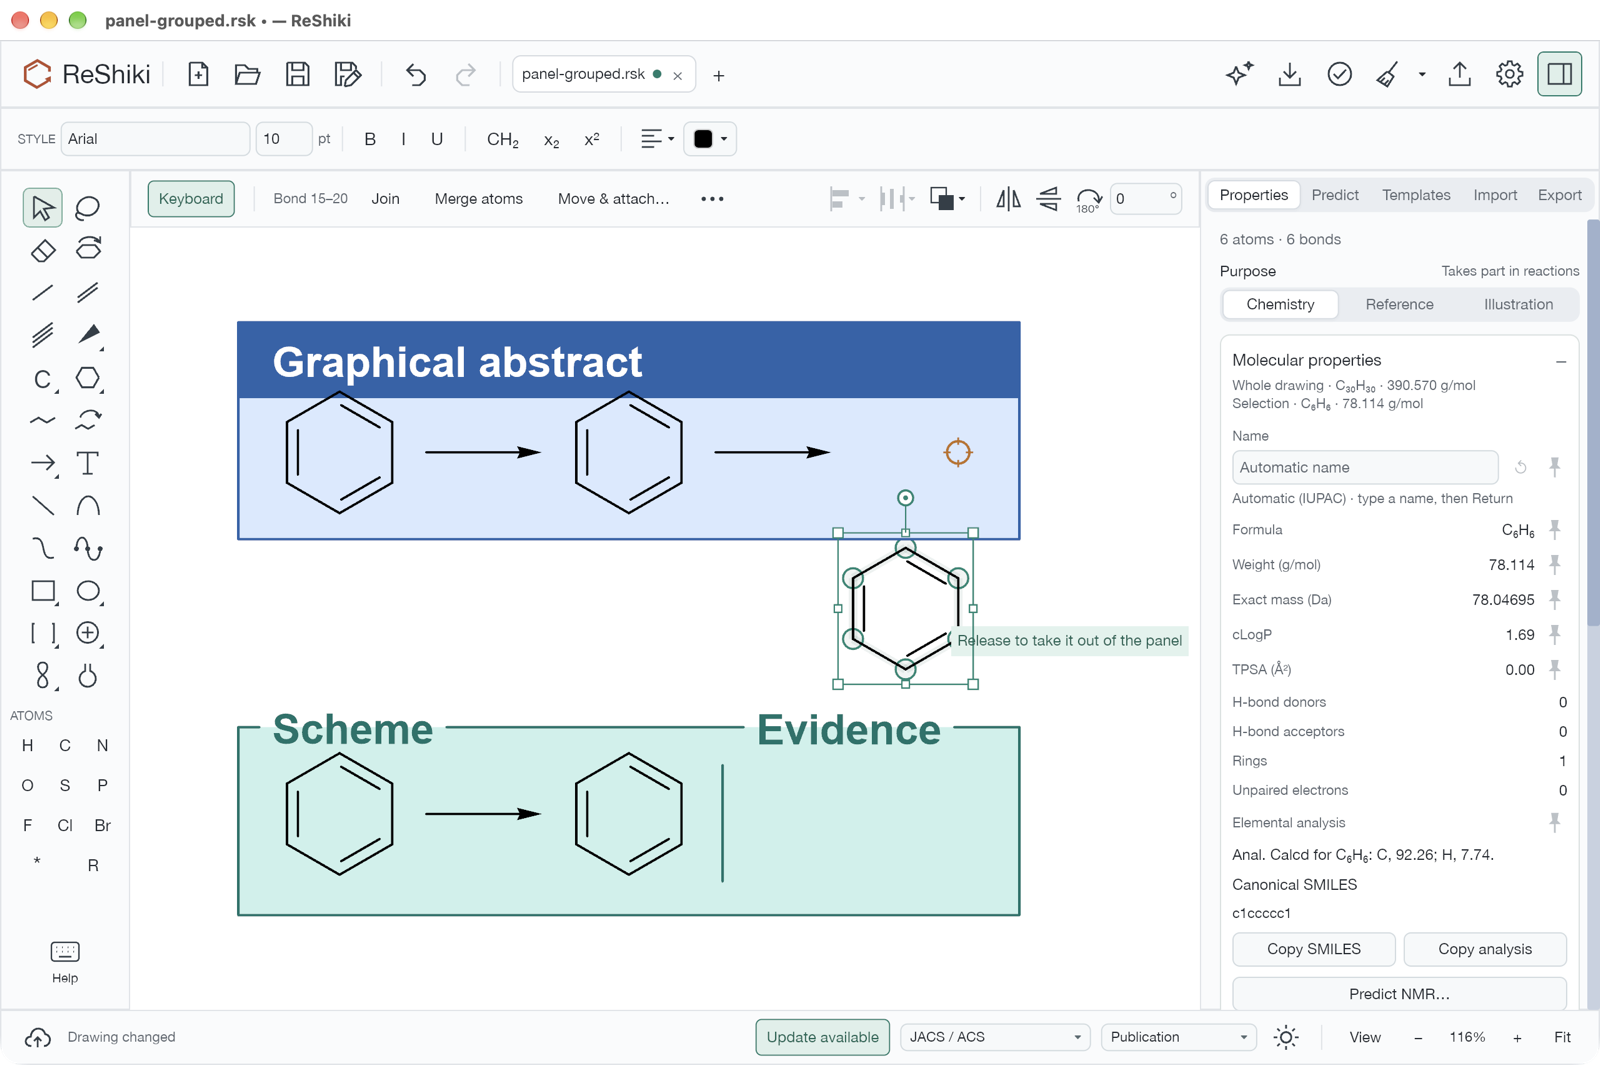 panel-grouped.rsk • — ReShiki
ReShiki
panel-grouped.rsk ● × +
STYLE Arial 10 pt B I U CH₂ x₂ x²
Keyboard Bond 15–20 Join Merge atoms Move & attach… ••• 180° 0 °
Properties Predict Templates Import Export
6 atoms · 6 bonds
Purpose Takes part in reactions
Chemistry Reference Illustration
Graphical abstract
Molecular properties –
Whole drawing · C₃₀H₃₀ · 390.570 g/mol
Selection · C₆H₆ · 78.114 g/mol
Name
Automatic name
Automatic (IUPAC) · type a name, then Return
Formula C₆H₆
Weight (g/mol) 78.114
Exact mass (Da) 78.04695
cLogP 1.69
TPSA (Å²) 0.00
H-bond donors 0
H-bond acceptors 0
Rings 1
Unpaired electrons 0
Elemental analysis
Anal. Calcd for C₆H₆: C, 92.26; H, 7.74.
Canonical SMILES
c1ccccc1
Copy SMILES Copy analysis
Predict NMR…
Release to take it out of the panel
Scheme Evidence
C
T
[ ]
ATOMS
H C N
O S P
F Cl Br
* R
Help
Drawing changed
Update available JACS / ACS Publication View – 116% + Fit